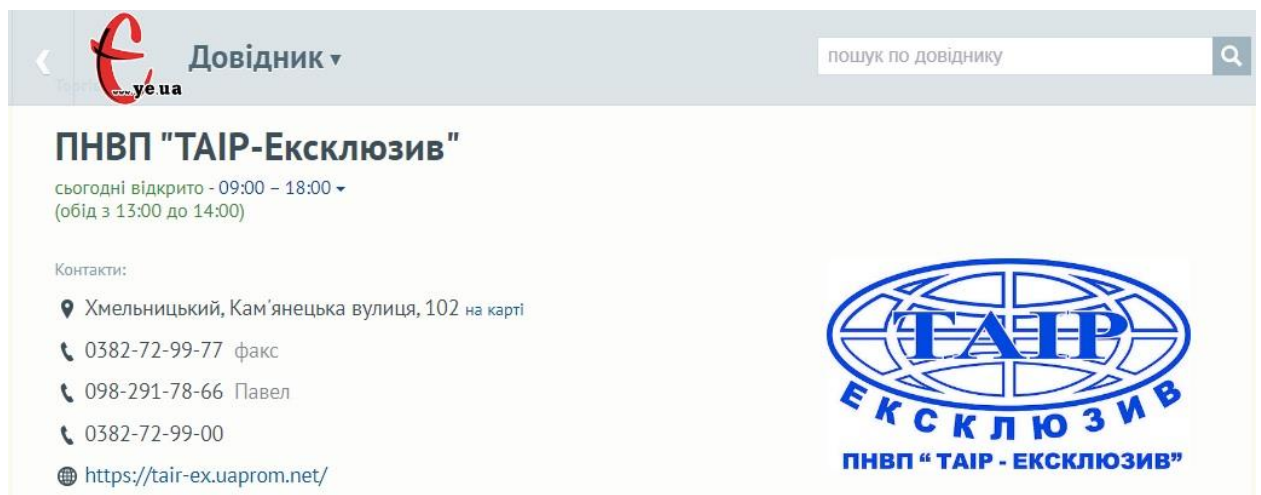 Довідник
пошук по довіднику
...ye.ua
ПНВП "ТАІР-Ексклюзив"
сьогодні відкрито - 09:00 – 18:00
(обід з 13:00 до 14:00)
Контакти:
Хмельницький, Кам'янецька вулиця, 102 на карті
0382-72-99-77 факс
098-291-78-66 Павел
0382-72-99-00
https://tair-ex.uaprom.net/
ТАІР
ЕКСКЛЮЗИВ
ПНВП “ ТАІР - ЕКСКЛЮЗИВ”